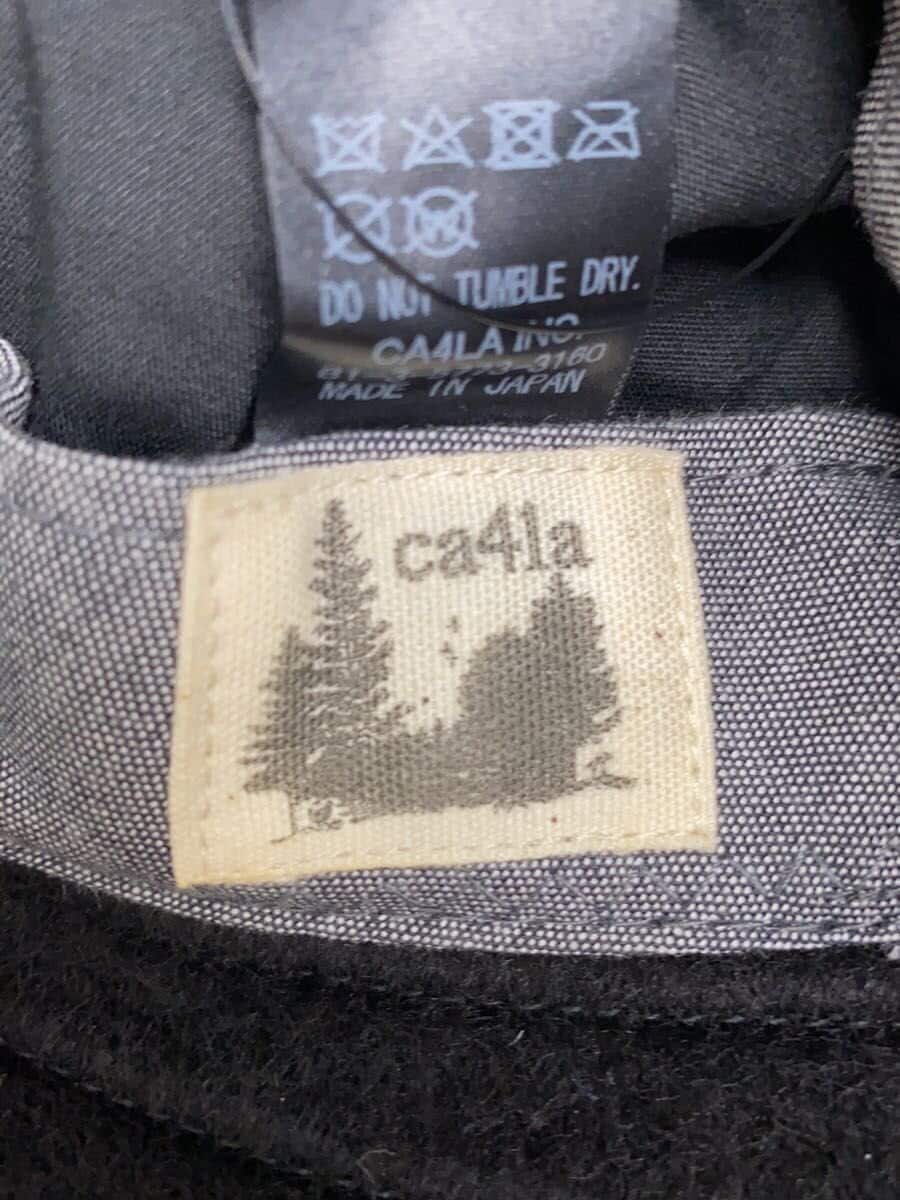 DO NOT TUMBLE DRY.
CA4LA INC.
MADE IN JAPAN
ca4la